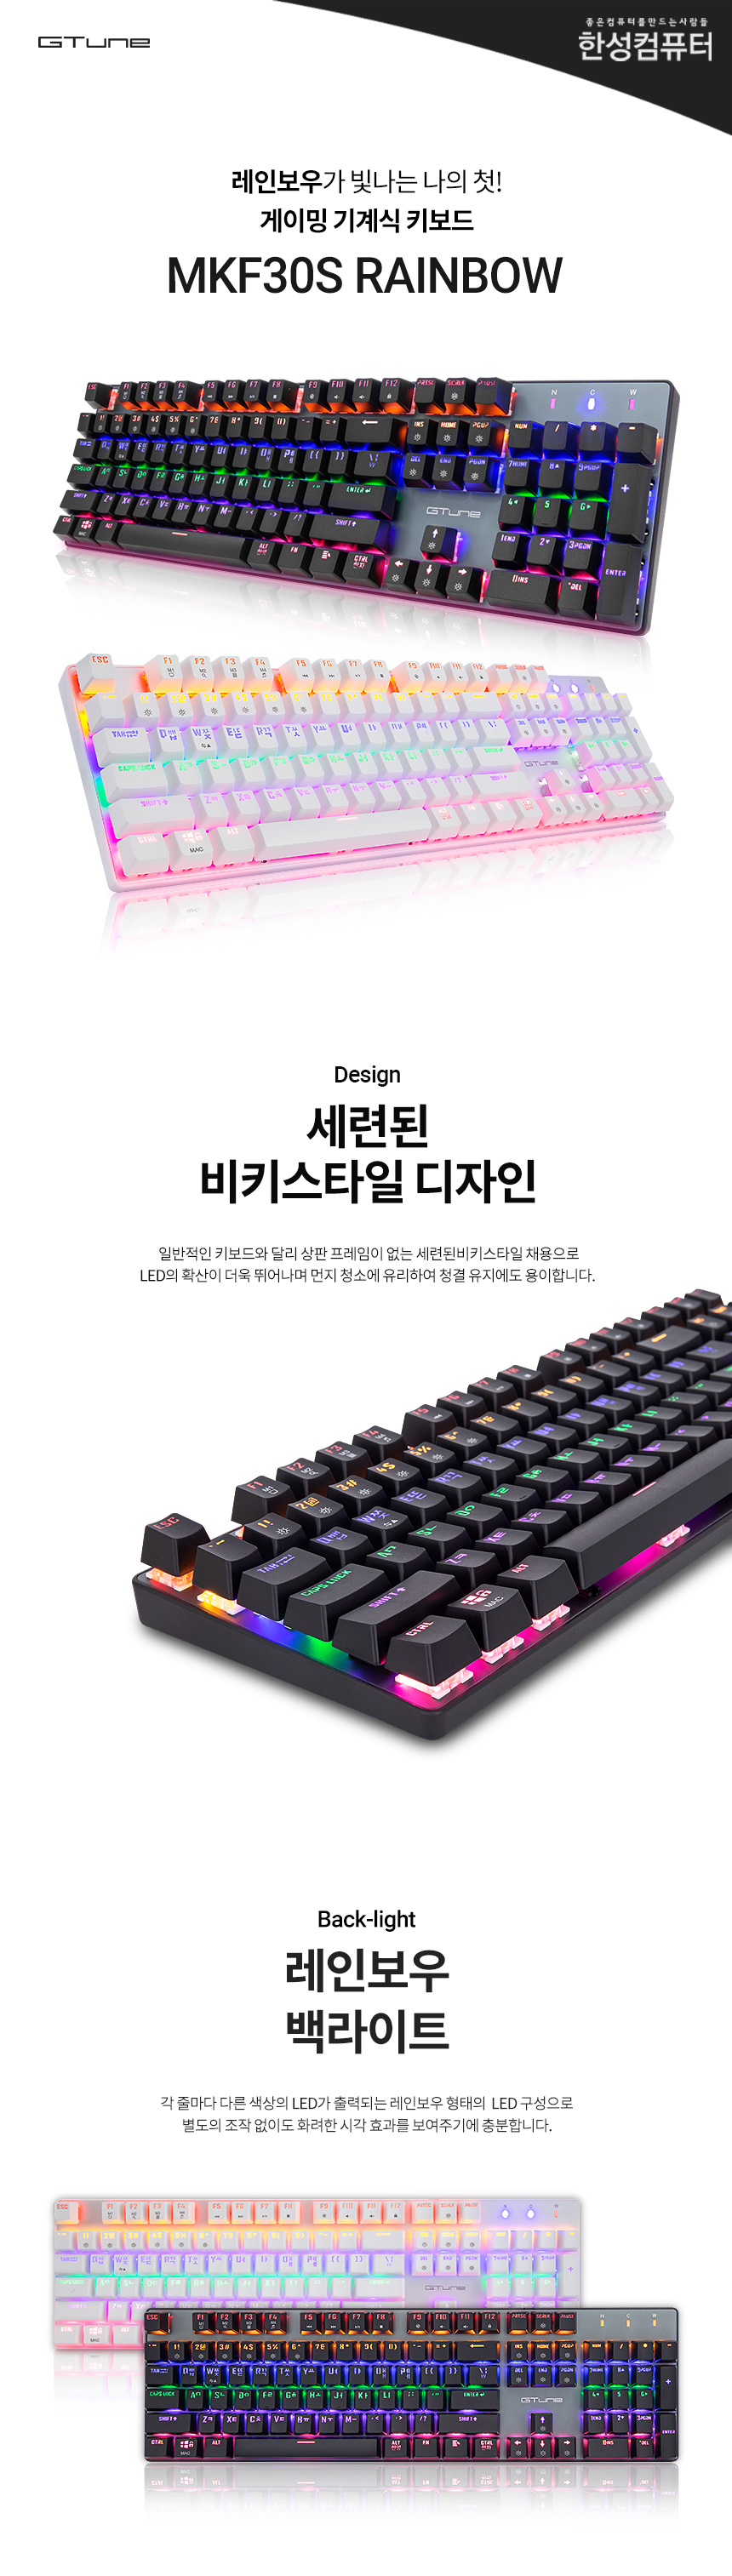 GTune
좋은컴퓨터를만드는사람들
한성컴퓨터
레인보우가 빛나는 나의 첫!
게이밍 기계식 키보드
MKF30S RAINBOW
Design
세련된
비키스타일 디자인
일반적인 키보드와 달리 상판 프레임이 없는 세련된비키스타일 채용으로
LED의 확산이 더욱 뛰어나며 먼지 청소에 유리하여 청결 유지에도 용이합니다.
Back-light
레인보우
백라이트
각 줄마다 다른 색상의 LED가 출력되는 레인보우 형태의 LED 구성으로
별도의 조작 없이도 화려한 시각 효과를 보여주기에 충분합니다.